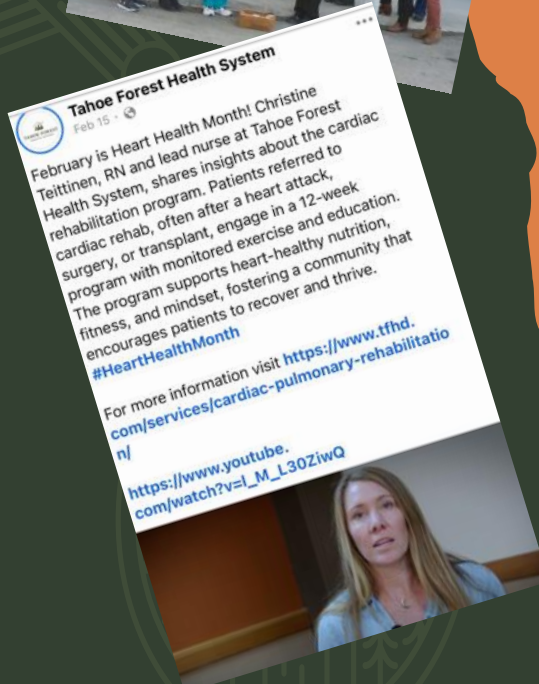 Tahoe Forest Health System
Feb 15 ·
February is Heart Health Month! Christine
Teittinen, RN and lead nurse at Tahoe Forest
Health System, shares insights about the cardiac
rehabilitation program. Patients referred to
cardiac rehab, often after a heart attack,
surgery, or transplant, engage in a 12-week
program with monitored exercise and education.
The program supports heart-healthy nutrition,
fitness, and mindset, fostering a community that
encourages patients to recover and thrive.
#HeartHealthMonth
For more information visit https://www.tfhd.
com/services/cardiac-pulmonary-rehabilitatio
n/
https://www.youtube.
com/watch?v=I_M_L30ZiwQ